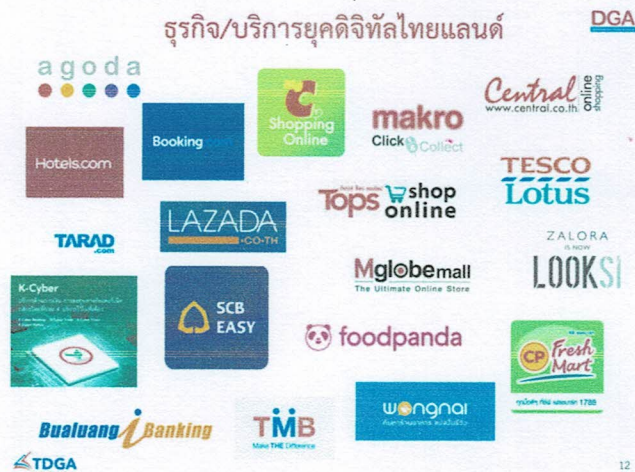 ธุรกิจ/บริการยุคดิจิทัลไทยแลนด์
DGA
agoda
Hotels.com
Booking.com
Shopping
Online
makro
Click & Collect
Central online shopping
www.central.co.th
TESCO
Lotus
TARAD.com
LAZADA
.CO.TH
Tops shop
online
ZALORA
IS NOW
LOOKSI
K-Cyber
SCB
EASY
Mglobemall
The Ultimate Online Store
foodpanda
CP Fresh
Mart
Bualuang iBanking
TMB
Make THE Difference
wongnai
TDGA
12